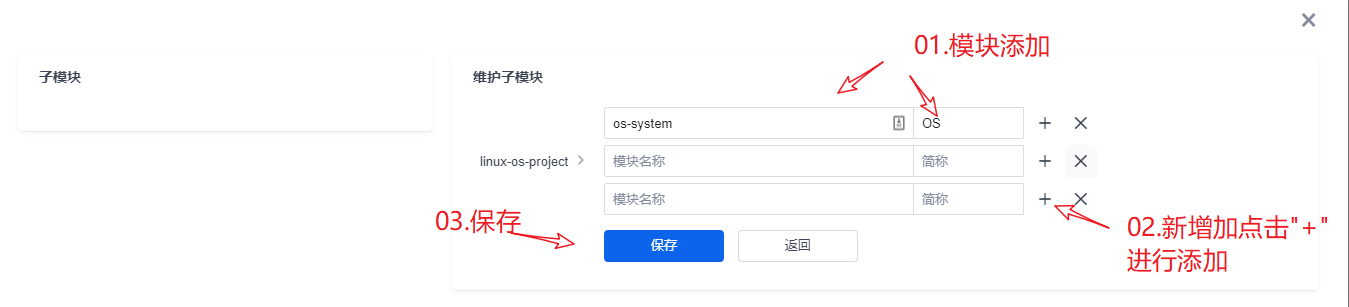 01.模块添加
子模块
维护子模块
os-system
OS
linux-os-project
模块名称
简称
模块名称
简称
03.保存
02.新增加点击"+"
进行添加
保存
返回